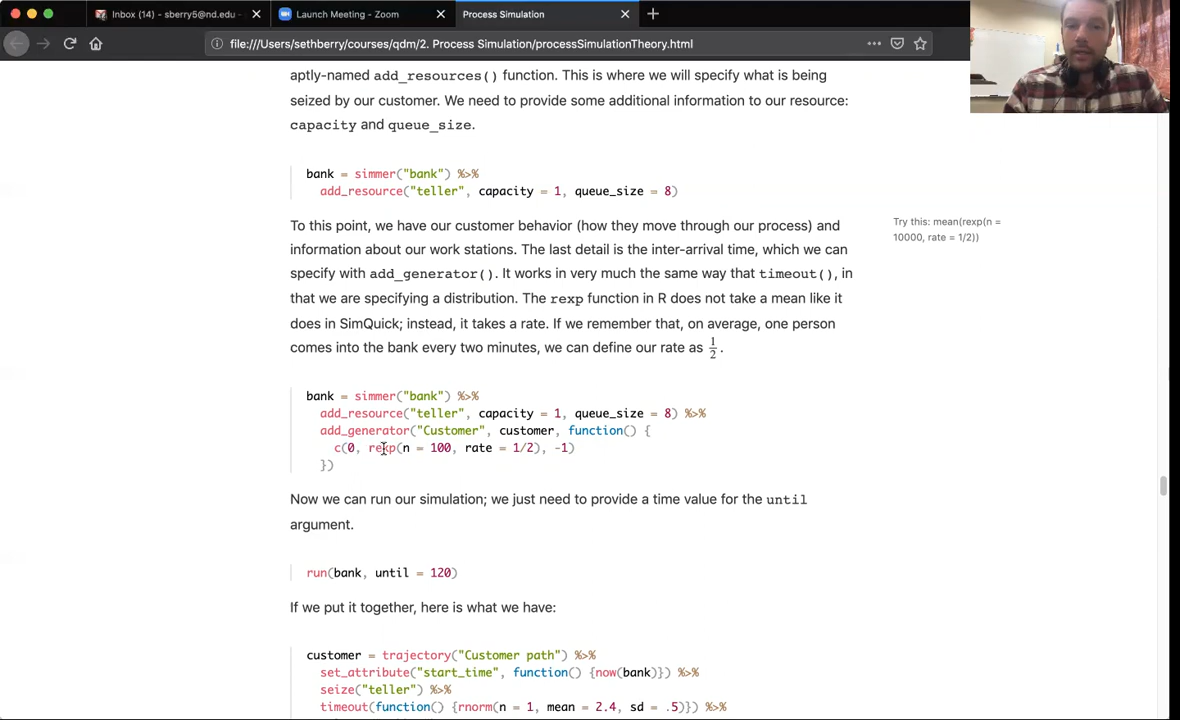 Inbox (14) - sberry5@nd.edu -
Launch Meeting - Zoom
Process Simulation
file:///Users/sethberry/courses/qdm/2. Process Simulation/processSimulationTheory.html
aptly-named add_resources() function. This is where we will specify what is being
seized by our customer. We need to provide some additional information to our resource:
capacity and queue_size.
bank = simmer("bank") %>%
add_resource("teller", capacity = 1, queue_size = 8)
To this point, we have our customer behavior (how they move through our process) and
information about our work stations. The last detail is the inter-arrival time, which we can
specify with add_generator(). It works in very much the same way that timeout(), in
that we are specifying a distribution. The rexp function in R does not take a mean like it
does in SimQuick; instead, it takes a rate. If we remember that, on average, one person
comes into the bank every two minutes, we can define our rate as 1/2.
Try this: mean(rexp(n =
10000, rate = 1/2))
bank = simmer("bank") %>%
add_resource("teller", capacity = 1, queue_size = 8) %>%
add_generator("Customer", customer, function() {
c(0, rexp(n = 100, rate = 1/2), -1)
})
Now we can run our simulation; we just need to provide a time value for the until
argument.
run(bank, until = 120)
If we put it together, here is what we have:
customer = trajectory("Customer path") %>%
set_attribute("start_time", function() {now(bank)}) %>%
seize("teller") %>%
timeout(function() {rnorm(n = 1, mean = 2.4, sd = .5)}) %>%